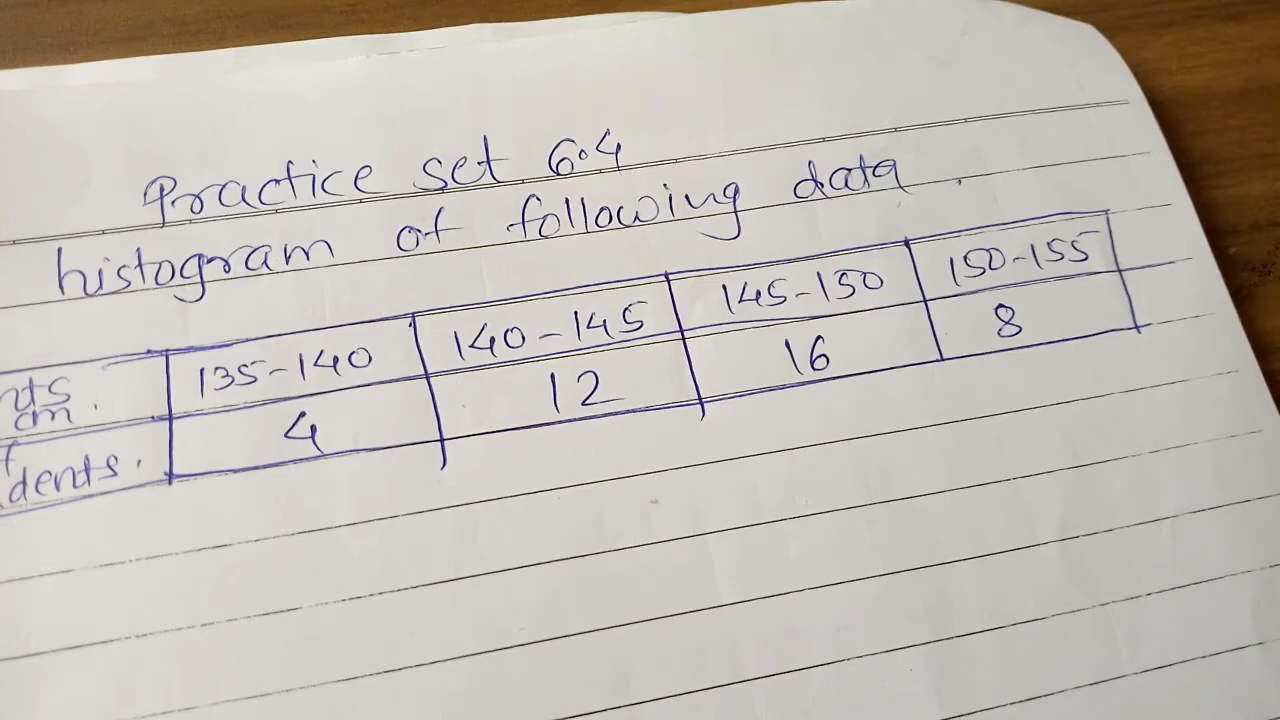 Practice set 6.4
histogram of following data.
135-140 140-145 145-150 150-155
cm.
4 12 16 8